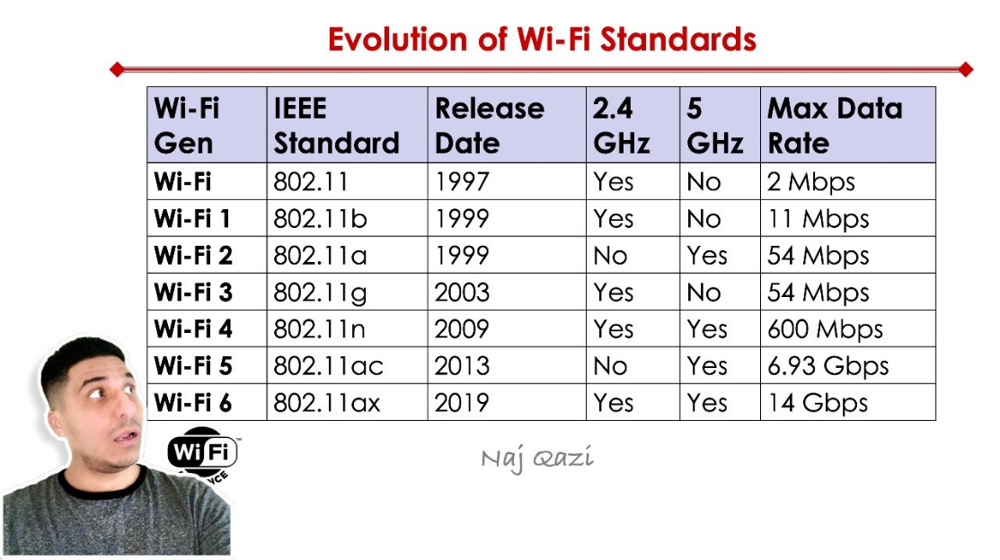 Evolution of Wi-Fi Standards
Wi-Fi Gen IEEE Standard Release Date 2.4 GHz 5 GHz Max Data Rate
Wi-Fi 802.11 1997 Yes No 2 Mbps
Wi-Fi 1 802.11b 1999 Yes No 11 Mbps
Wi-Fi 2 802.11a 1999 No Yes 54 Mbps
Wi-Fi 3 802.11g 2003 Yes No 54 Mbps
Wi-Fi 4 802.11n 2009 Yes Yes 600 Mbps
Wi-Fi 5 802.11ac 2013 No Yes 6.93 Gbps
Wi-Fi 6 802.11ax 2019 Yes Yes 14 Gbps
Wi Fi™
Naj Qazi